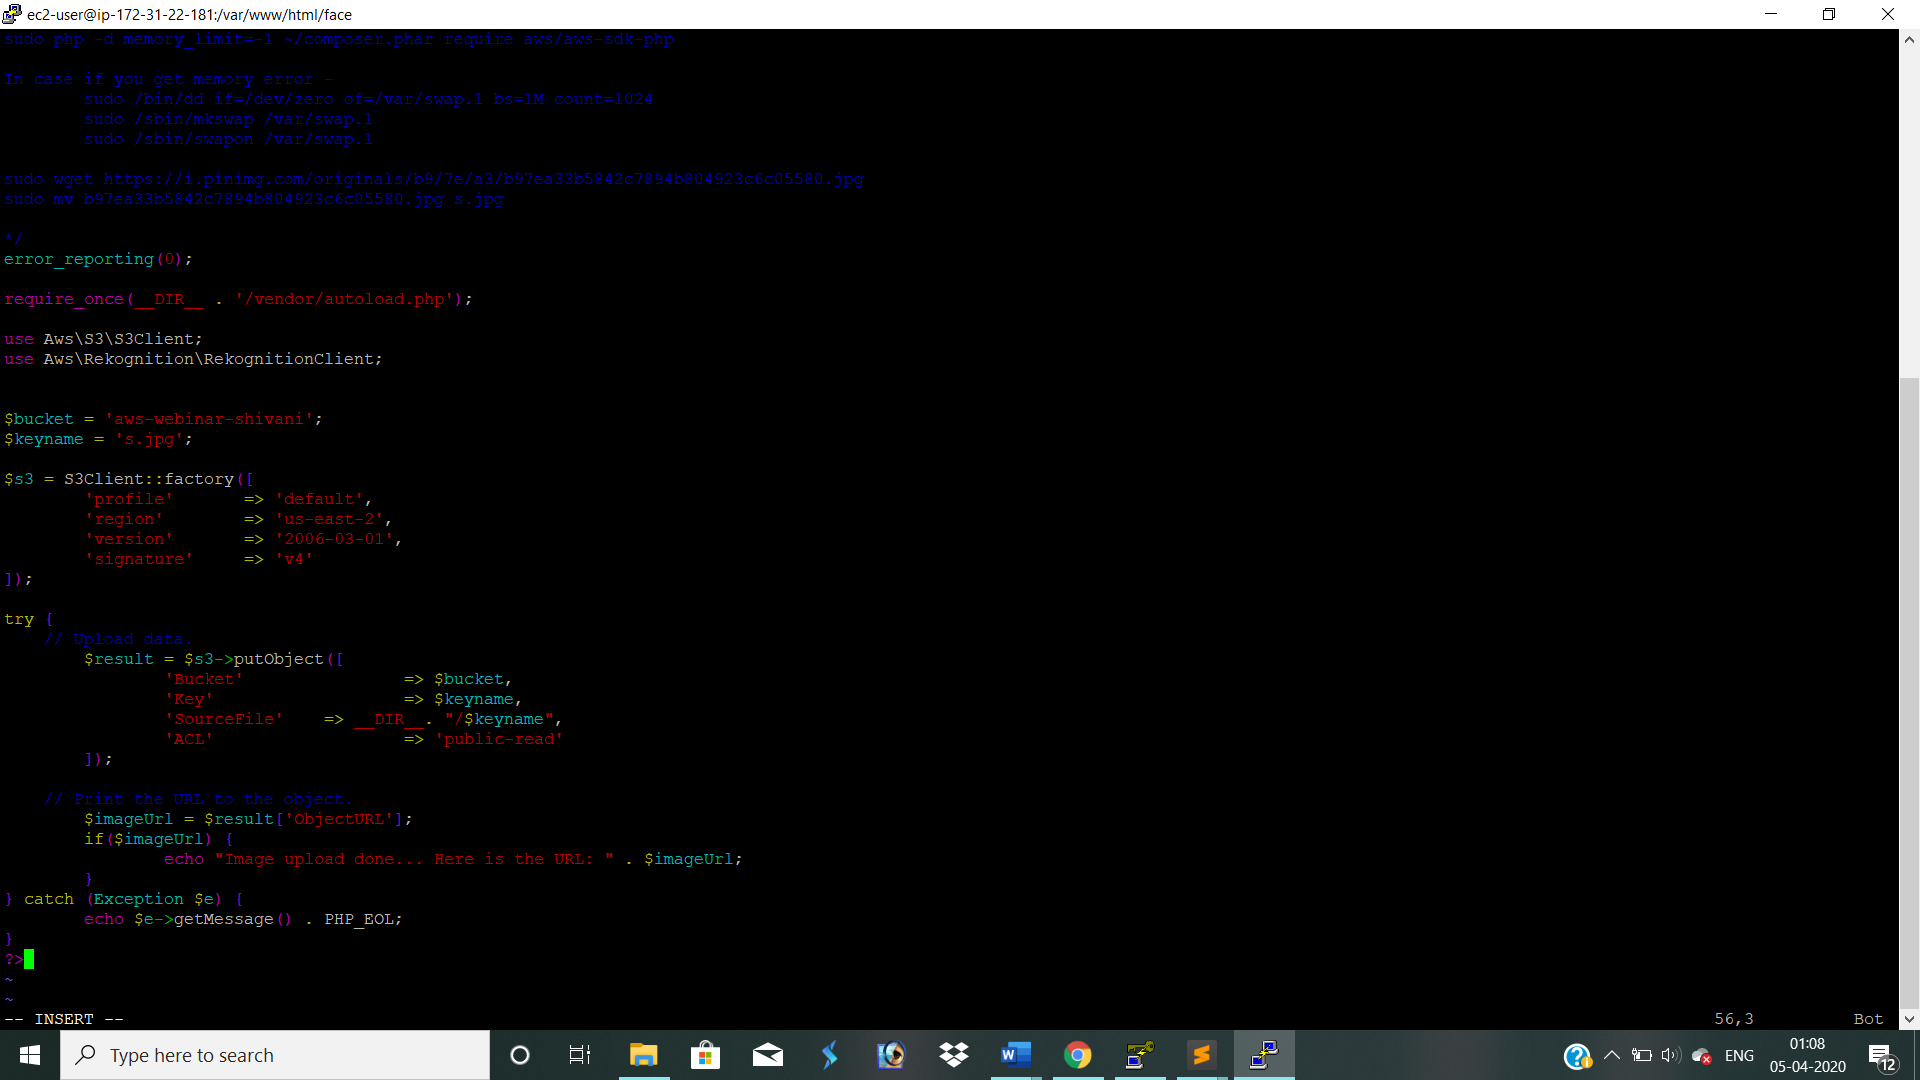 ec2-user@ip-172-31-22-181:/var/www/html/face
sudo php -d memory_limit=-1 ~/composer.phar require aws/aws-sdk-php
In case if you get memory error -
sudo /bin/dd if=/dev/zero of=/var/swap.1 bs=1M count=1024
sudo /sbin/mkswap /var/swap.1
sudo /sbin/swapon /var/swap.1
sudo wget https://i.pinimg.com/originals/b9/7e/a3/b97ea33b5842c7894b804923c6c05580.jpg
sudo mv b97ea33b5842c7894b804923c6c05580.jpg s.jpg
*/
error_reporting(0);
require_once(__DIR__ . '/vendor/autoload.php');
use Aws\S3\S3Client;
use Aws\Rekognition\RekognitionClient;
$bucket = 'aws-webinar-shivani';
$keyname = 's.jpg';
$s3 = S3Client::factory([
'profile' => 'default',
'region' => 'us-east-2',
'version' => '2006-03-01',
'signature' => 'v4'
]);
try {
// Upload data.
$result = $s3->putObject([
'Bucket' => $bucket,
'Key' => $keyname,
'SourceFile' => __DIR__. "/$keyname",
'ACL' => 'public-read'
]);
// Print the URL to the object.
$imageUrl = $result['ObjectURL'];
if($imageUrl) {
echo "Image upload done... Here is the URL: " . $imageUrl;
}
} catch (Exception $e) {
echo $e->getMessage() . PHP_EOL;
}
?>
~
~
-- INSERT -- 56,3 Bot
Type here to search
ENG
01:08
05-04-2020
12